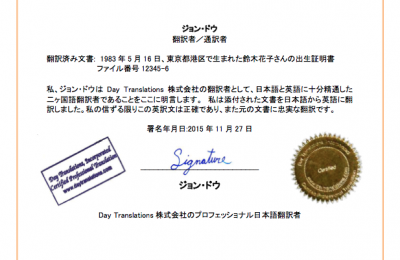 ジョン・ドウ
翻訳者／通訳者
翻訳済み文書: 1983 年 5 月 16 日、東京都港区で生まれた鈴木花子さんの出生証明書
ファイル番号 12345-6
私、ジョン・ドウは Day Translations 株式会社の翻訳者として、日本語と英語に十分精通した
二ヶ国語翻訳者であることをここに明言します。 私は添付された文書を日本語から英語に翻
訳しました。私の信ずる限りこの英訳文は正確であり、また元の文書に忠実な翻訳です。
署名年月日:2015 年 11 月 27 日
Signature
ジョン・ドウ
Day Translations, Incorporated
Certified Professional Translations
www.daytranslations.com
Certified
Day Translations 株式会社のプロフェッショナル日本語翻訳者